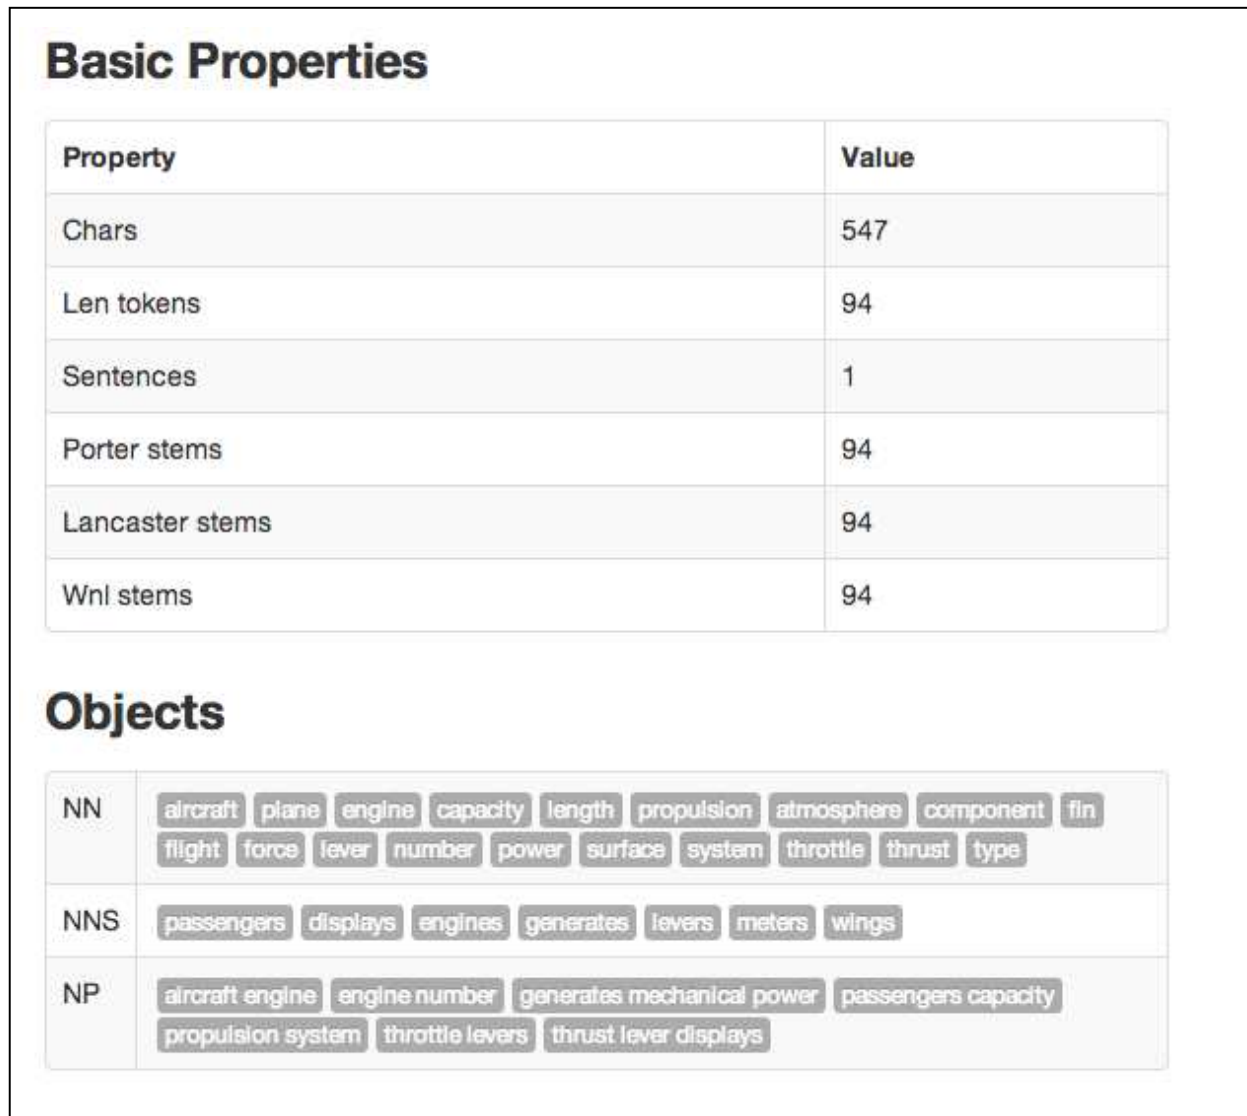 Basic Properties
Property Value
Chars 547
Len tokens 94
Sentences 1
Porter stems 94
Lancaster stems 94
Wnl stems 94
Objects
NN aircraft plane engine capacity length propulsion atmosphere component fin
flight force lever number power surface system throttle thrust type
NNS passengers displays engines generates levers meters wings
NP aircraft engine engine number generates mechanical power passengers capacity
propulsion system throttle levers thrust lever displays